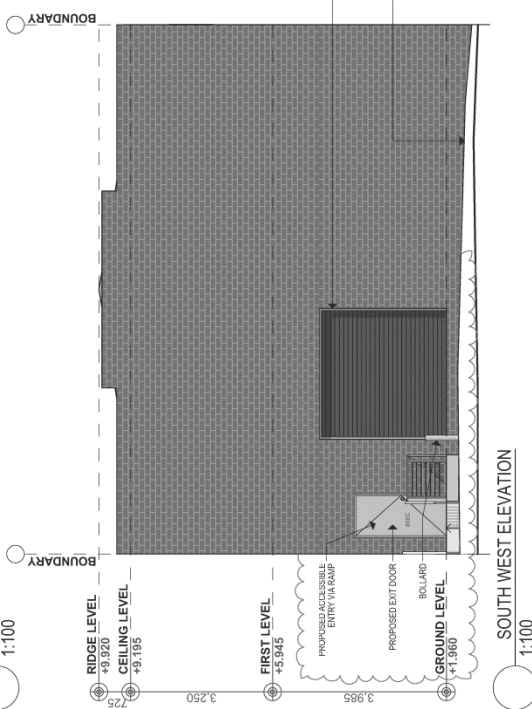 1:100
BOUNDARY
BOUNDARY
RIDGE LEVEL
+9.920
CEILING LEVEL
+9.195
FIRST LEVEL
+5.945
GROUND LEVEL
+1.960
725
3,250
3,985
PROPOSED ACCESSIBLE
ENTRY VIA RAMP
PROPOSED EXIT DOOR
BOLLARD
SOUTH WEST ELEVATION
1:100